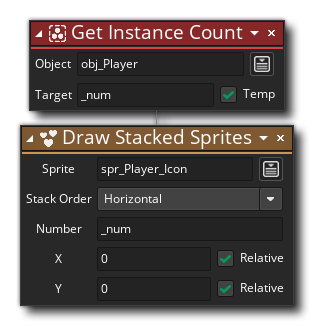 Get Instance Count
Object obj_Player
Target _num Temp
Draw Stacked Sprites
Sprite spr_Player_Icon
Stack Order Horizontal
Number _num
X 0 Relative
Y 0 Relative